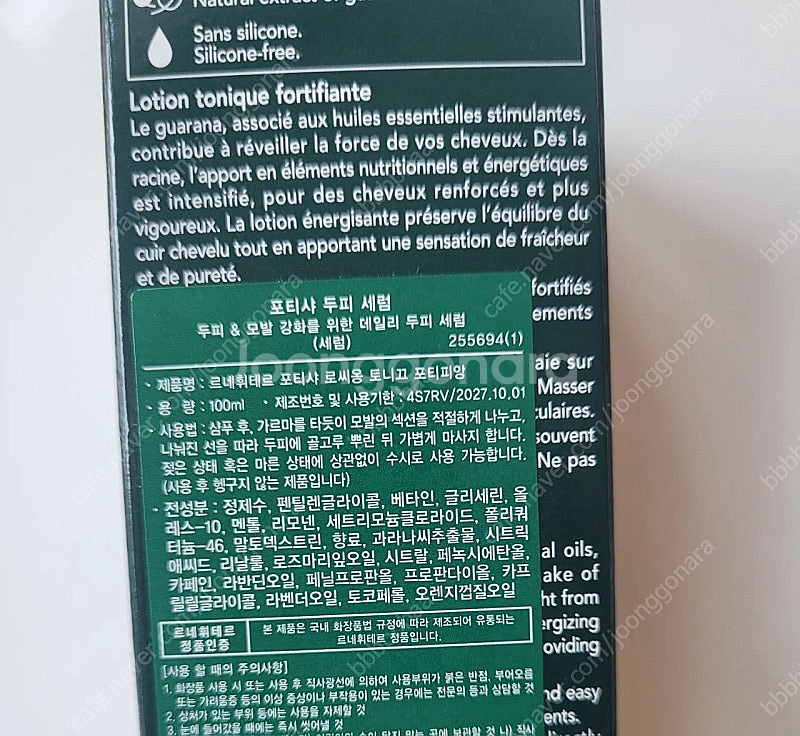 Natural extract
Sans silicone.
Silicone-free.
Lotion tonique fortifiante
Le guarana, associé aux huiles essentielles stimulantes,
contribue à réveiller la force de vos cheveux. Dès la
racine, l'apport en éléments nutritionnels et énergétiques
est intensifié, pour des cheveux renforcés et plus
vigoureux. La lotion énergisante préserve l'équilibre du
cuir chevelu tout en apportant une sensation de fraîcheur
et de pureté.
fortifiés
ements
aie sur
Masser
culaires.
souvent
Ne pas
포티샤 두피 세럼
두피 & 모발 강화를 위한 데일리 두피 세럼
(세럼) 255694(1)
· 제품명 : 르네휘테르 포티샤 로씨옹 토니끄 포티피앙
· 용 량 : 100ml · 제조번호 및 사용기한 : 4S7RV/2027.10.01
· 사용법 : 샴푸 후, 가르마를 타듯이 모발의 섹션을 적절하게 나누고,
나눠진 선을 따라 두피에 골고루 뿌린 뒤 가볍게 마사지 합니다.
젖은 상태 혹은 마른 상태에 상관없이 수시로 사용 가능합니다.
(사용 후 헹구지 않는 제품입니다)
· 전성분 : 정제수, 펜틸렌글라이콜, 베타인, 글리세린, 올
레스-10, 멘톨, 리모넨, 세트리모늄클로라이드, 폴리쿼
터늄-46, 말토덱스트린, 향료, 과라나씨추출물, 시트릭
애씨드, 리날룰, 로즈마리잎오일, 시트랄, 페녹시에탄올,
카페인, 라반딘오일, 페닐프로판올, 프로판다이올, 카프
릴릴글라이콜, 라벤더오일, 토코페롤, 오렌지껍질오일
르네휘테르
정품인증
본 제품은 국내 화장품법 규정에 따라 제조되어 유통되는
르네휘테르 정품입니다.
[사용 할 때의 주의사항]
1. 화장품 사용 시 또는 사용 후 직사광선에 의하여 사용부위가 붉은 반점, 부어오름
또는 가려움증 등의 이상 증상이나 부작용이 있는 경우에는 전문의 등과 상담할 것
2. 상처가 있는 부위 등에는 사용을 자제할 것
3. 눈에 들어갔을 때에는 즉시 씻어낼 것
al oils,
ake of
ht from
ergizing
oviding
nd easy
ents.
directly
joonggonara
cafe.naver.com/joonggonara